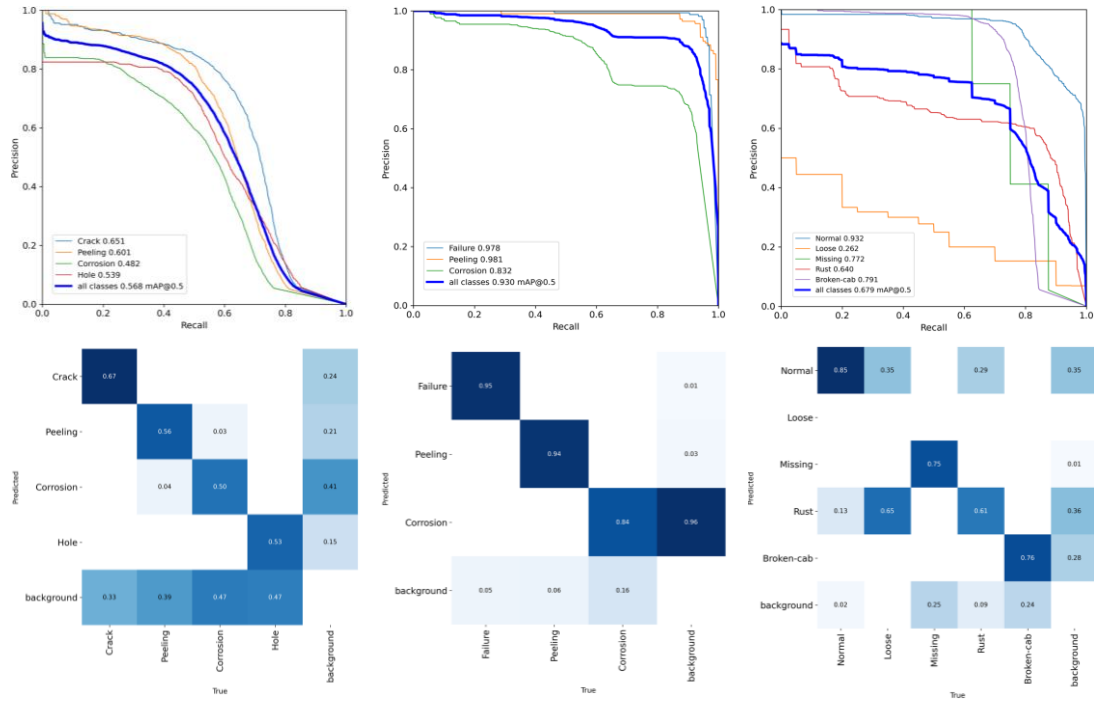 1.0
0.8
0.6
0.4
0.2
0.0
Precision
Crack 0.651
Peeling 0.601
Corrosion 0.482
Hole 0.539
all classes 0.568 mAP@0.5
0.0 0.2 0.4 0.6 0.8 1.0
Recall
1.0
0.8
0.6
0.4
0.2
0.0
Precision
Failure 0.978
Peeling 0.981
Corrosion 0.832
all classes 0.930 mAP@0.5
0.0 0.2 0.4 0.6 0.8 1.0
Recall
1.0
0.8
0.6
0.4
0.2
0.0
Precision
Normal 0.932
Loose 0.262
Missing 0.772
Rust 0.640
Broken-cab 0.791
all classes 0.679 mAP@0.5
0.0 0.2 0.4 0.6 0.8 1.0
Recall
Predicted
Crack 0.67 0.24
Peeling 0.56 0.03 0.21
Corrosion 0.04 0.50 0.41
Hole 0.53 0.15
background 0.33 0.39 0.47 0.47
Crack Peeling Corrosion Hole background
True
Predicted
Failure 0.95 0.01
Peeling 0.94 0.03
Corrosion 0.84 0.96
background 0.05 0.06 0.16
Failure Peeling Corrosion background
True
Predicted
Normal 0.85 0.35 0.29 0.35
Loose
Missing 0.75 0.01
Rust 0.13 0.65 0.61 0.36
Broken-cab 0.76 0.28
background 0.02 0.25 0.09 0.24
Normal Loose Missing Rust Broken-cab background
True